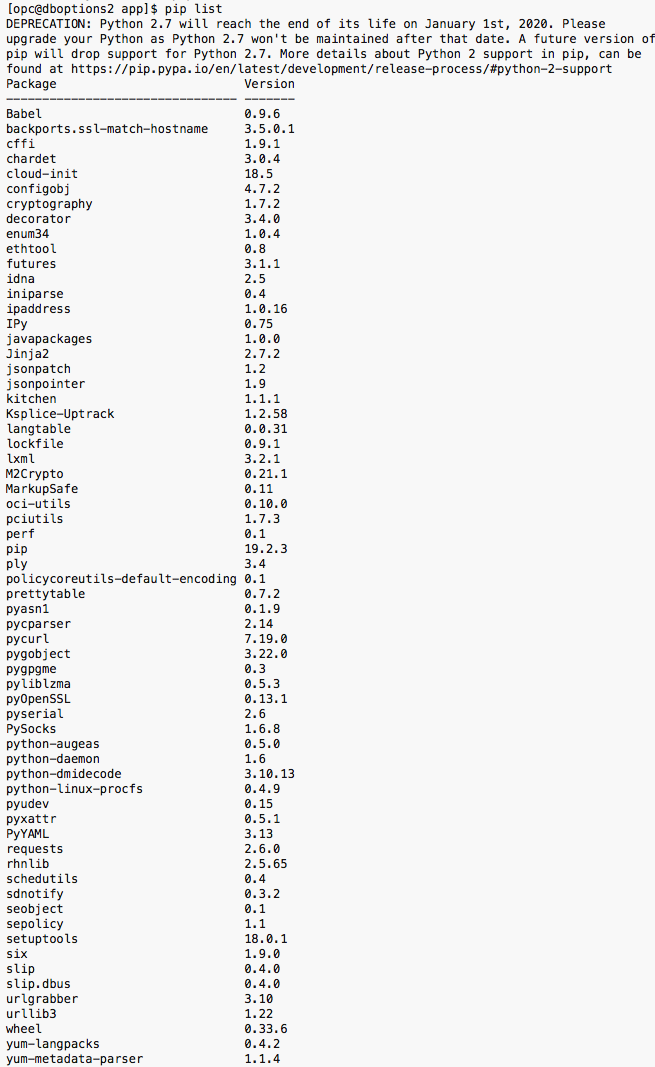 [opc@dboptions2 app]$ pip list
DEPRECATION: Python 2.7 will reach the end of its life on January 1st, 2020. Please
upgrade your Python as Python 2.7 won't be maintained after that date. A future version of
pip will drop support for Python 2.7. More details about Python 2 support in pip, can be
found at https://pip.pypa.io/en/latest/development/release-process/#python-2-support
Package Version
-------------------------------- -------
Babel 0.9.6
backports.ssl-match-hostname 3.5.0.1
cffi 1.9.1
chardet 3.0.4
cloud-init 18.5
configobj 4.7.2
cryptography 1.7.2
decorator 3.4.0
enum34 1.0.4
ethtool 0.8
futures 3.1.1
idna 2.5
iniparse 0.4
ipaddress 1.0.16
IPy 0.75
javapackages 1.0.0
Jinja2 2.7.2
jsonpatch 1.2
jsonpointer 1.9
kitchen 1.1.1
Ksplice-Uptrack 1.2.58
langtable 0.0.31
lockfile 0.9.1
lxml 3.2.1
M2Crypto 0.21.1
MarkupSafe 0.11
oci-utils 0.10.0
pciutils 1.7.3
perf 0.1
pip 19.2.3
ply 3.4
policycoreutils-default-encoding 0.1
prettytable 0.7.2
pyasn1 0.1.9
pycparser 2.14
pycurl 7.19.0
pygobject 3.22.0
pygpgme 0.3
pyliblzma 0.5.3
pyOpenSSL 0.13.1
pyserial 2.6
PySocks 1.6.8
python-augeas 0.5.0
python-daemon 1.6
python-dmidecode 3.10.13
python-linux-procfs 0.4.9
pyudev 0.15
pyxattr 0.5.1
PyYAML 3.13
requests 2.6.0
rhnlib 2.5.65
schedutils 0.4
sdnotify 0.3.2
seobject 0.1
sepolicy 1.1
setuptools 18.0.1
six 1.9.0
slip 0.4.0
slip.dbus 0.4.0
urlgrabber 3.10
urllib3 1.22
wheel 0.33.6
yum-langpacks 0.4.2
yum-metadata-parser 1.1.4